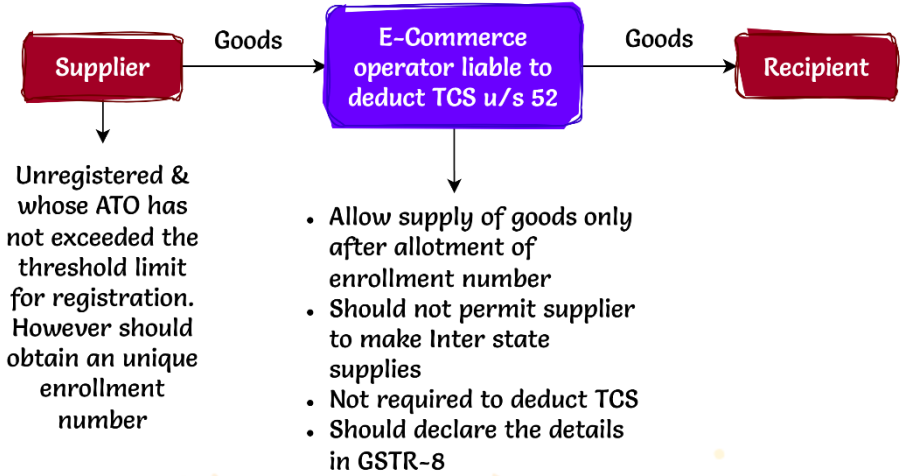 Supplier
Goods
E-Commerce
operator liable to
deduct TCS u/s 52
Goods
Recipient
Unregistered &
whose ATO has
not exceeded the
threshold limit
for registration.
However should
obtain an unique
enrollment
number
• Allow supply of goods only
after allotment of
enrollment number
• Should not permit supplier
to make Inter state
supplies
• Not required to deduct TCS
• Should declare the details
in GSTR-8